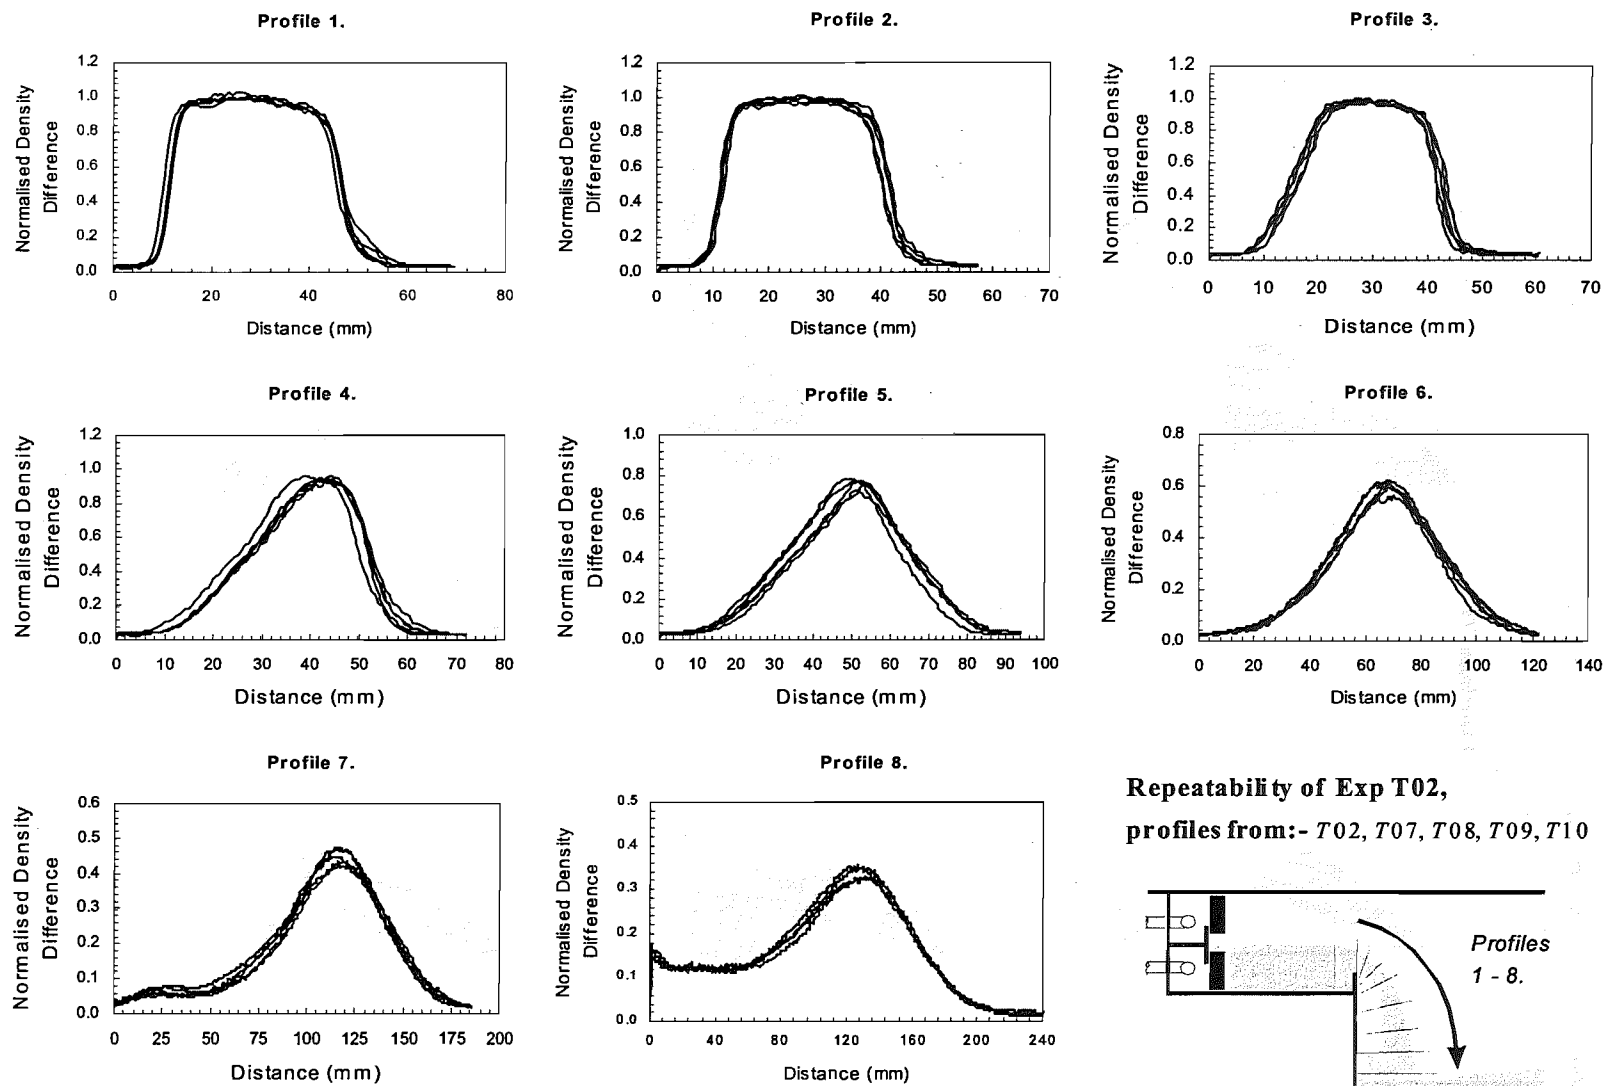 Profile 1.
Normalised Density
Difference
1.2
1.0
0.8
0.6
0.4
0.2
0.0
0 20 40 60 80
Distance (mm)
Profile 2.
Normalised Density
Difference
1.2
1.0
0.8
0.6
0.4
0.2
0.0
0 10 20 30 40 50 60 70
Distance (mm)
Profile 3.
Normalised Density
Difference
1.2
1.0
0.8
0.6
0.4
0.2
0.0
0 10 20 30 40 50 60 70
Distance (mm)
Profile 4.
Normalised Density
Difference
1.2
1.0
0.8
0.6
0.4
0.2
0.0
0 10 20 30 40 50 60 70 80
Distance (mm)
Profile 5.
Normalised Density
Difference
1.0
0.8
0.6
0.4
0.2
0.0
0 10 20 30 40 50 60 70 80 90 100
Distance (mm)
Profile 6.
Normalised Density
Difference
0.8
0.6
0.4
0.2
0.0
0 20 40 60 80 100 120 140
Distance (mm)
Profile 7.
Normalised Density
Difference
0.6
0.5
0.4
0.3
0.2
0.1
0.0
0 25 50 75 100 125 150 175 200
Distance (mm)
Profile 8.
Normalised Density
Difference
0.5
0.4
0.3
0.2
0.1
0.0
0 40 80 120 160 200 240
Distance (mm)
Repeatability of Exp T02,
profiles from:- T02, T07, T08, T09, T10
Profiles
1 - 8.